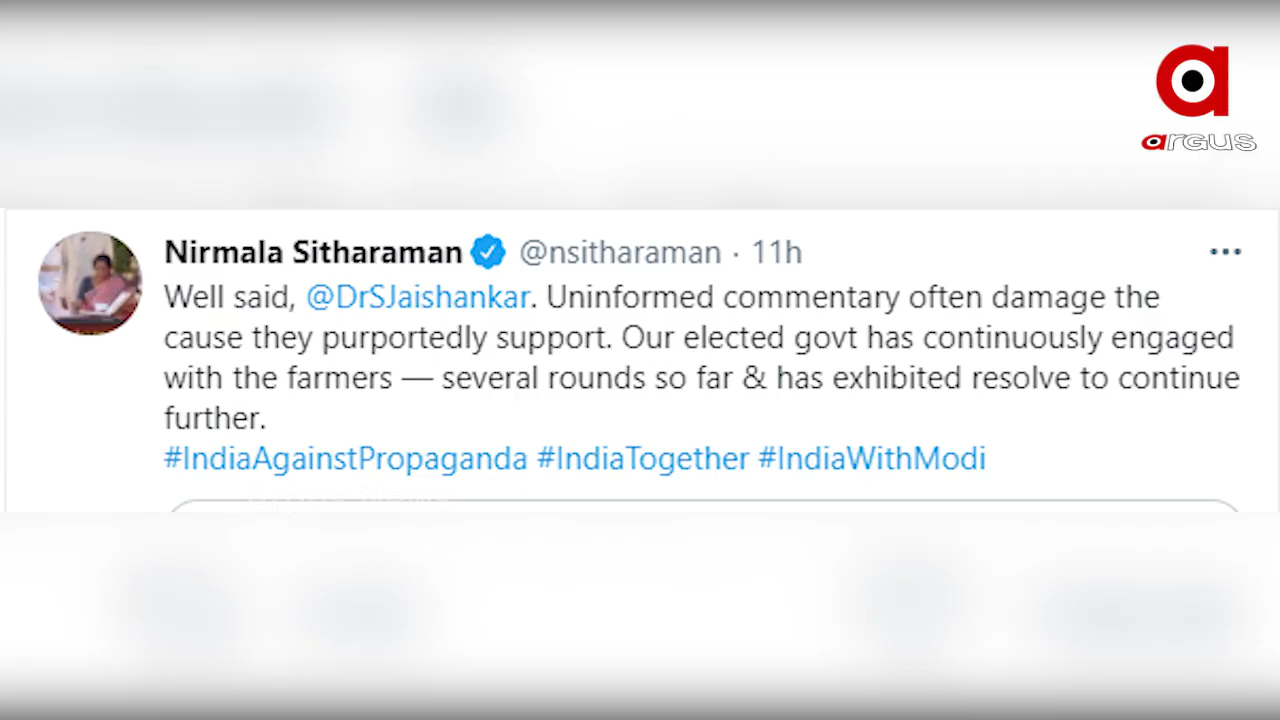 argus
Nirmala Sitharaman @nsitharaman · 11h
Well said, @DrSJaishankar. Uninformed commentary often damage the
cause they purportedly support. Our elected govt has continuously engaged
with the farmers — several rounds so far & has exhibited resolve to continue
further.
#IndiaAgainstPropaganda #IndiaTogether #IndiaWithModi